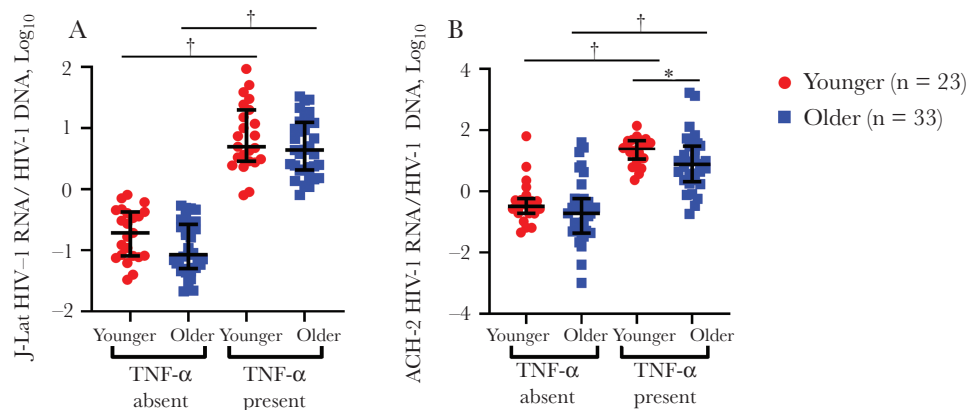 A
J-Lat HIV–1 RNA/ HIV-1 DNA, Log10
2
1
0
−1
−2
†
†
Younger
Older
Younger
Older
TNF-α
absent
TNF-α
present
B
ACH-2 HIV-1 RNA/HIV-1 DNA, Log10
4
2
0
−2
−4
†
†
*
Younger
Older
Younger
Older
TNF-α
absent
TNF-α
present
Younger (n = 23)
Older (n = 33)